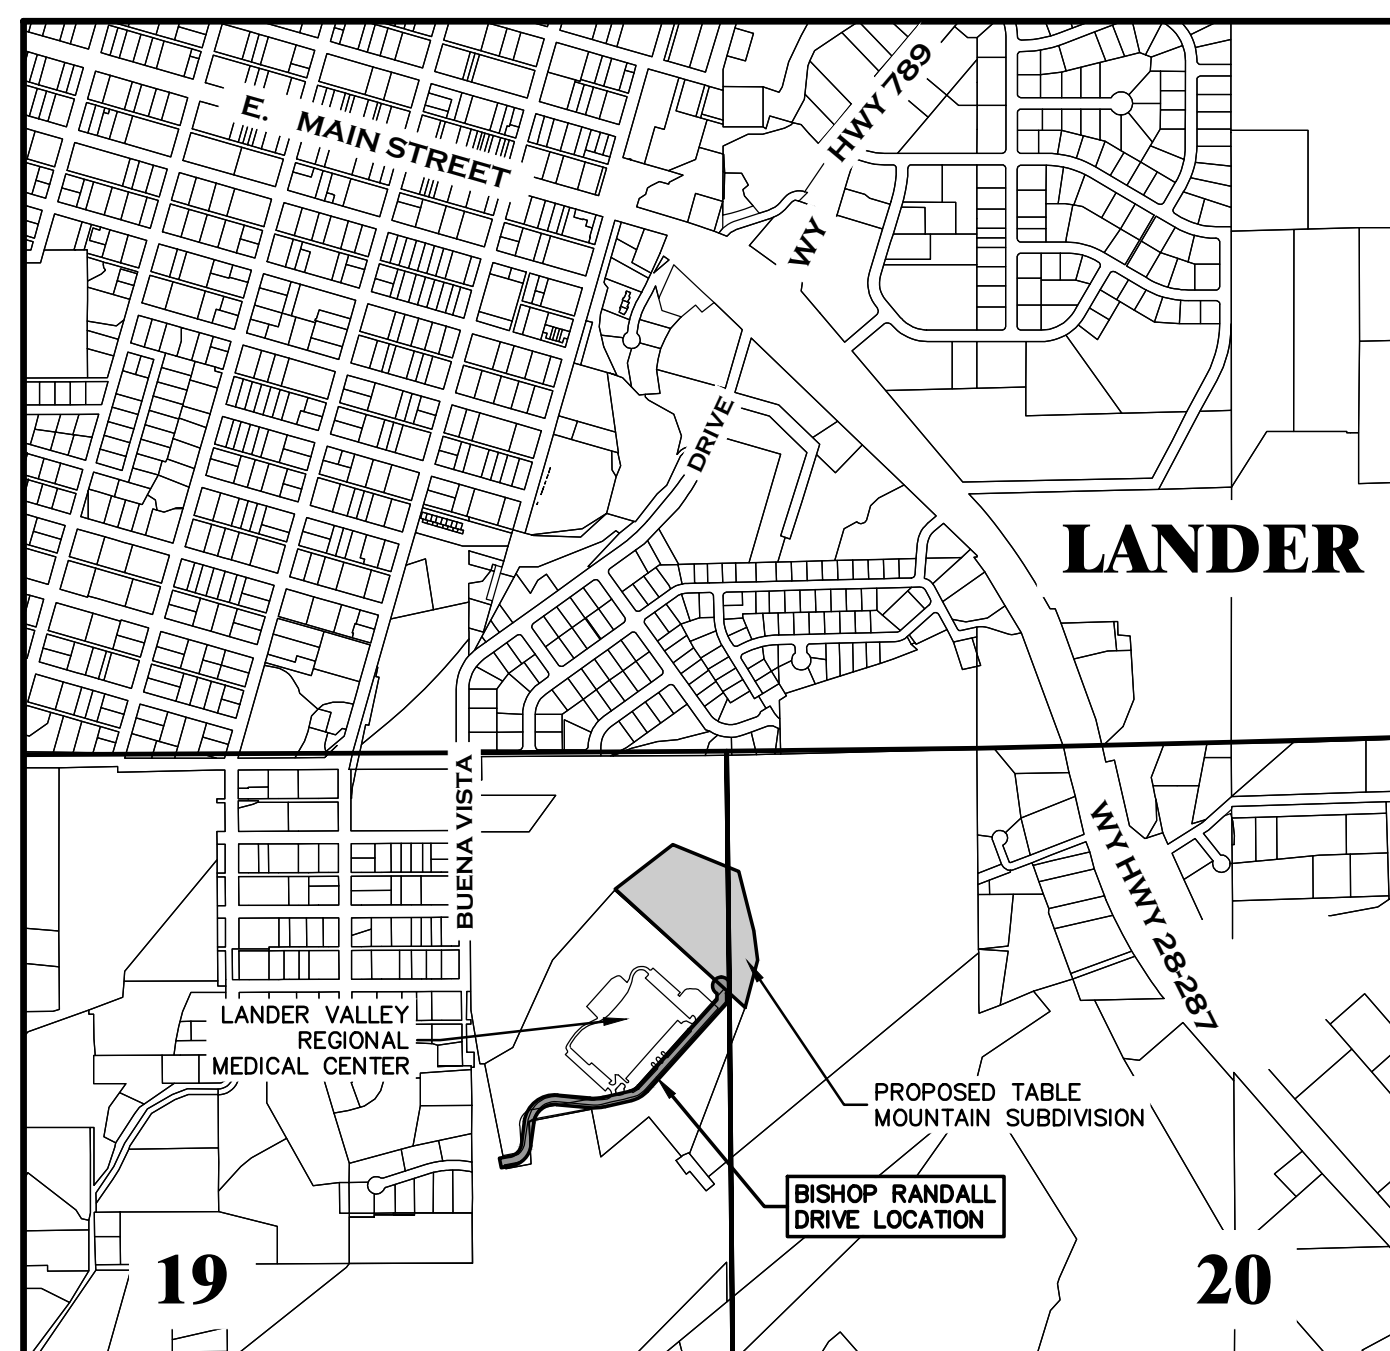 E. MAIN STREET
WY HWY 789
DRIVE
LANDER
BUENA VISTA
WY HWY 28-287
LANDER VALLEY
REGIONAL
MEDICAL CENTER
PROPOSED TABLE
MOUNTAIN SUBDIVISION
BISHOP RANDALL
DRIVE LOCATION
19
20